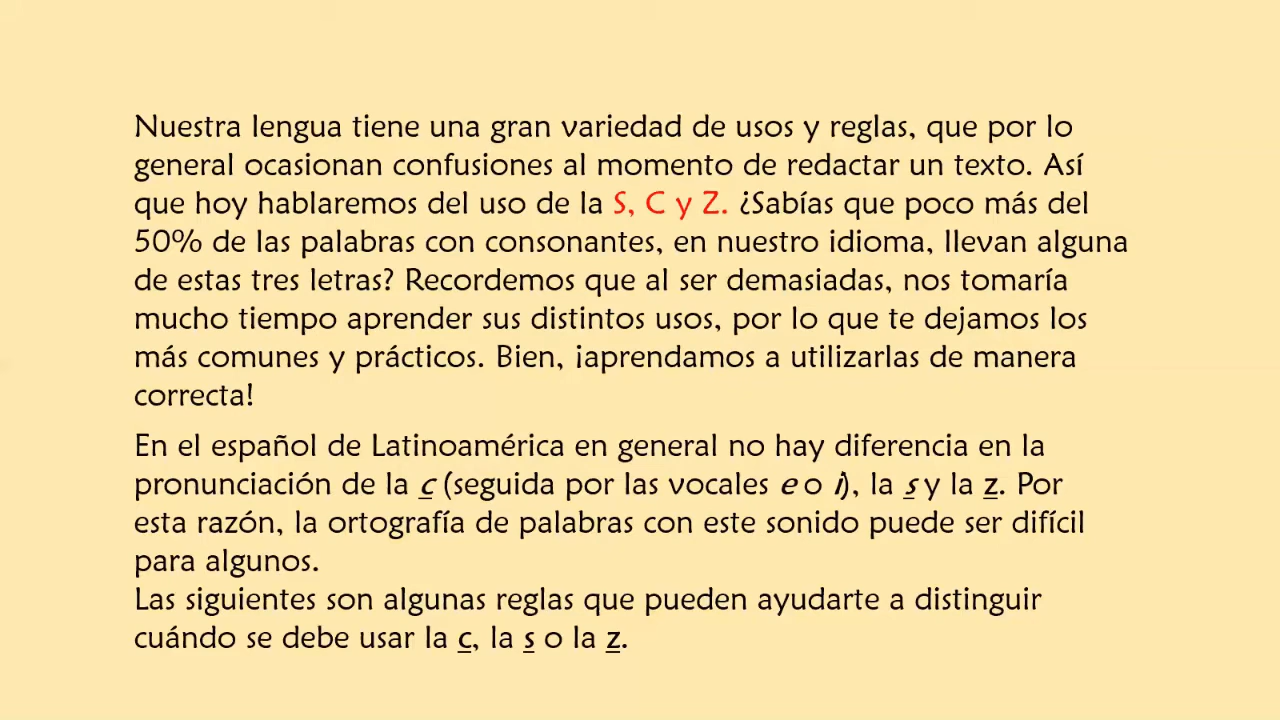 Nuestra lengua tiene una gran variedad de usos y reglas, que por lo
general ocasionan confusiones al momento de redactar un texto. Así
que hoy hablaremos del uso de la S, C y Z. ¿Sabías que poco más del
50% de las palabras con consonantes, en nuestro idioma, llevan alguna
de estas tres letras? Recordemos que al ser demasiadas, nos tomaría
mucho tiempo aprender sus distintos usos, por lo que te dejamos los
más comunes y prácticos. Bien, ¡aprendamos a utilizarlas de manera
correcta!
En el español de Latinoamérica en general no hay diferencia en la
pronunciación de la c (seguida por las vocales e o i), la s y la z. Por
esta razón, la ortografía de palabras con este sonido puede ser difícil
para algunos.
Las siguientes son algunas reglas que pueden ayudarte a distinguir
cuándo se debe usar la c, la s o la z.